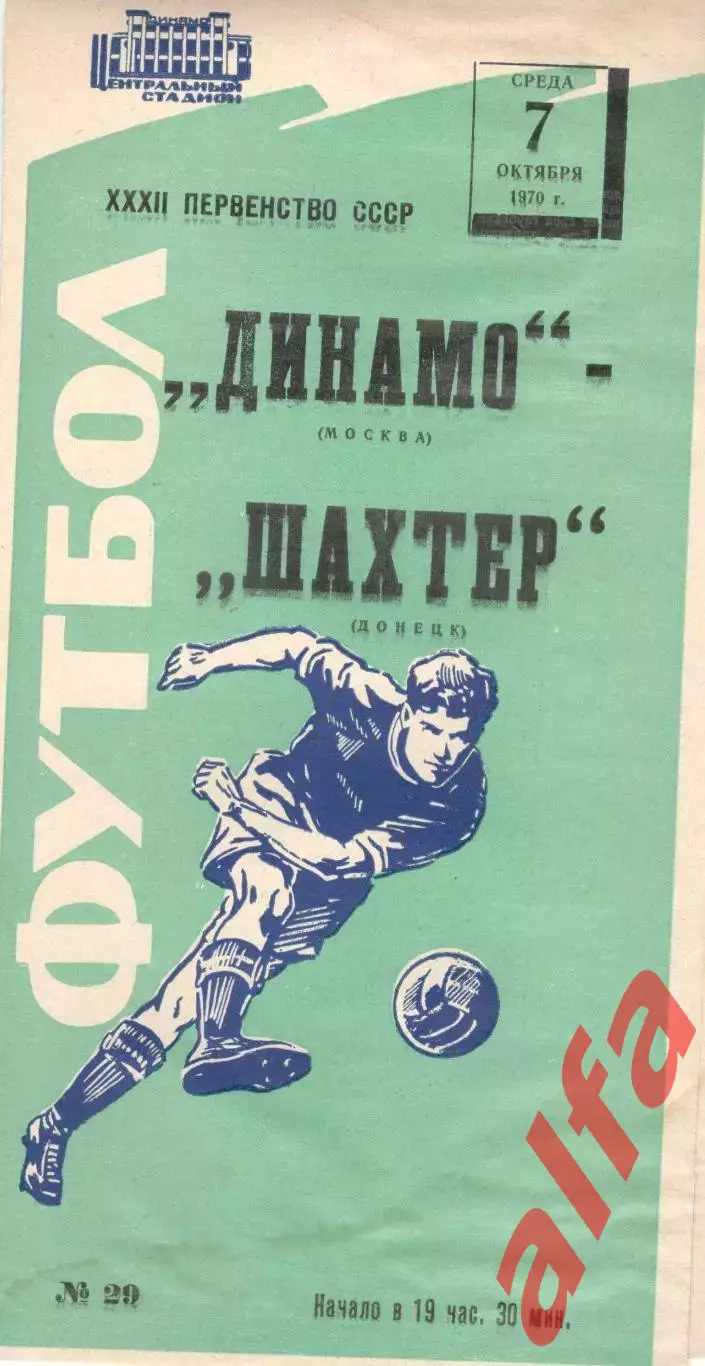 ДИНАМО
ЦЕНТРАЛЬНЫЙ
СТАДИОН
СРЕДА
7
ОКТЯБРЯ
1970 г.
XXXII ПЕРВЕНСТВО СССР
ФУТБОЛ
„ДИНАМО“ -
(МОСКВА)
„ШАХТЕР“
(ДОНЕЦК)
№ 29
Начало в 19 час. 30 мин.
alfa